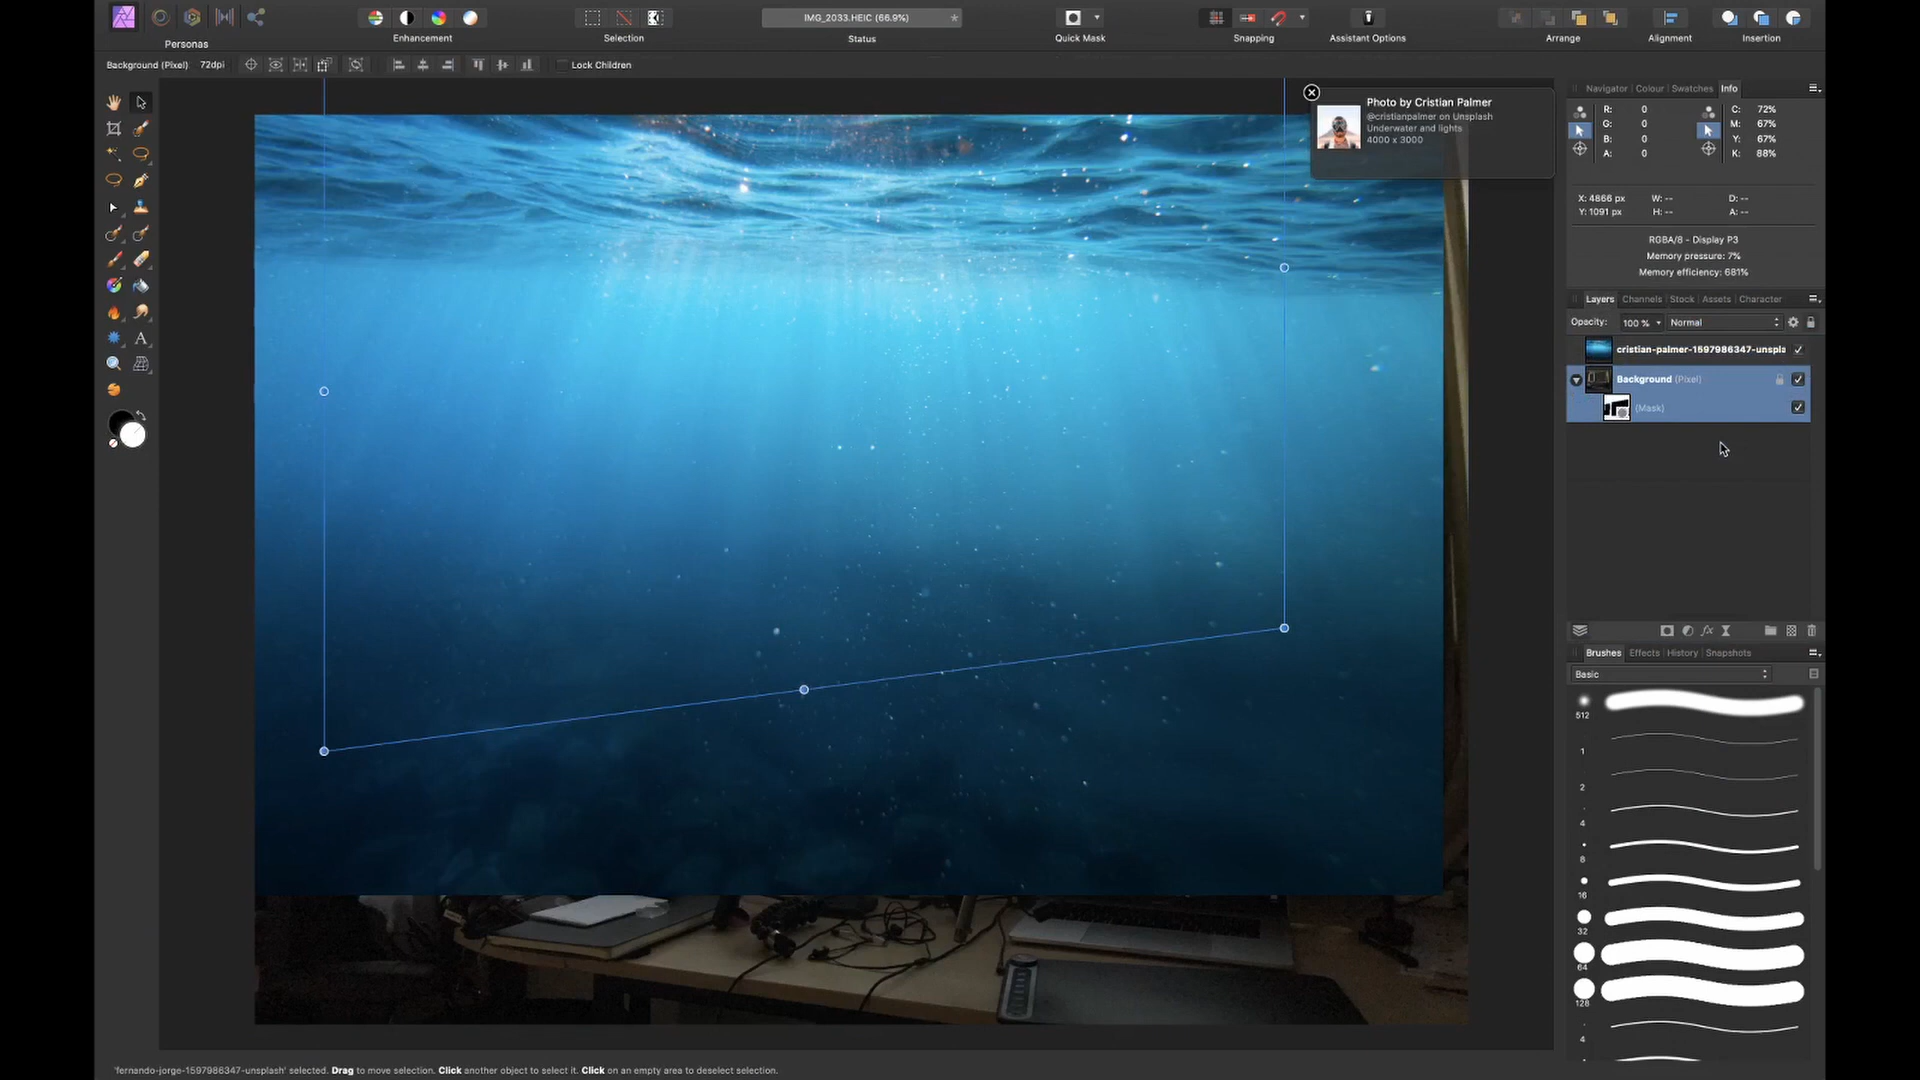 IMG_2033.HEIC (66.9%)
Personas
Enhancement
Selection
Status
Quick Mask
Snapping
Assistant Options
Arrange
Alignment
Insertion
Background (Pixel) 72dpi
Lock Children
Photo by Cristian Palmer
@cristianpalmer on Unsplash
Underwater and lights
4000 x 3000
Navigator Colour Swatches Info
R: 0 C: 72%
G: 0 M: 67%
B: 0 Y: 67%
A: 0 K: 88%
X: 4866 px W: -- D: --
Y: 1091 px H: -- A: --
RGBA/8 - Display P3
Memory pressure: 7%
Memory efficiency: 681%
Layers Channels Stock Assets Character
Opacity: 100 % Normal
cristian-palmer-1597986347-unspla
Background (Pixel)
(Mask)
Brushes Effects History Snapshots
Basic
512
1
2
4
8
16
32
64
128
4
'fernando-jorge-1597986347-unsplash' selected. Drag to move selection. Click another object to select it. Click on an empty area to deselect selection.